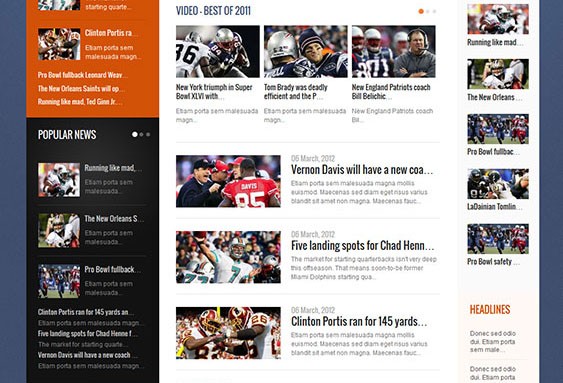 starting quarte...
Clinton Portis ra...
Etiam porta sem
malesuada magn...
Pro Bowl fullback Leonard Weav...
The New Orleans Saints will op...
Running like mad, Ted Ginn Jr....
POPULAR NEWS
Running like mad,...
Etiam porta sem
malesuada...
The New Orleans S...
Etiam porta sem
malesuada...
Pro Bowl fullback...
Etiam porta sem
malesuada...
Clinton Portis ran for 145 yards an...
Etiam porta sem malesuada magna...
Five landing spots for Chad Henne f...
Etiam porta sem malesuada magna...
Vernon Davis will have a new coach ...
Etiam porta sem malesuada magna...
VIDEO - BEST OF 2011
New York triumph in Super
Bowl XLVI with...
Etiam porta sem malesuada
magn...
Tom Brady was deadly
efficient and the P...
Etiam porta sem malesuada
magna...
New England Patriots coach
Bill Belichic...
New England Patriots coach
Bil...
06 March, 2012
Vernon Davis will have a new coa...
Etiam porta sem malesuada magna mollis
euismod. Maecenas sed diam eget risus varius
blandit sit amet non magna. Maecenas fauc...
06 March, 2012
Five landing spots for Chad Henn...
The market for starting quarterbacks isn't very deep
this offseason. That means soon-to-be former
Miami Dolphins starting qua...
06 March, 2012
Clinton Portis ran for 145 yards...
Etiam porta sem malesuada magna mollis
euismod. Maecenas sed diam eget risus varius
blandit sit amet non magna. Maecenas fauc...
Running like mad...
The New Orleans...
Pro Bowl fullbac...
LaDainian Tomlin...
Pro Bowl safety ...
HEADLINES
Donec sed odio
dui. Etiam porta
sem male...
Donec sed odio
dui. Etiam porta